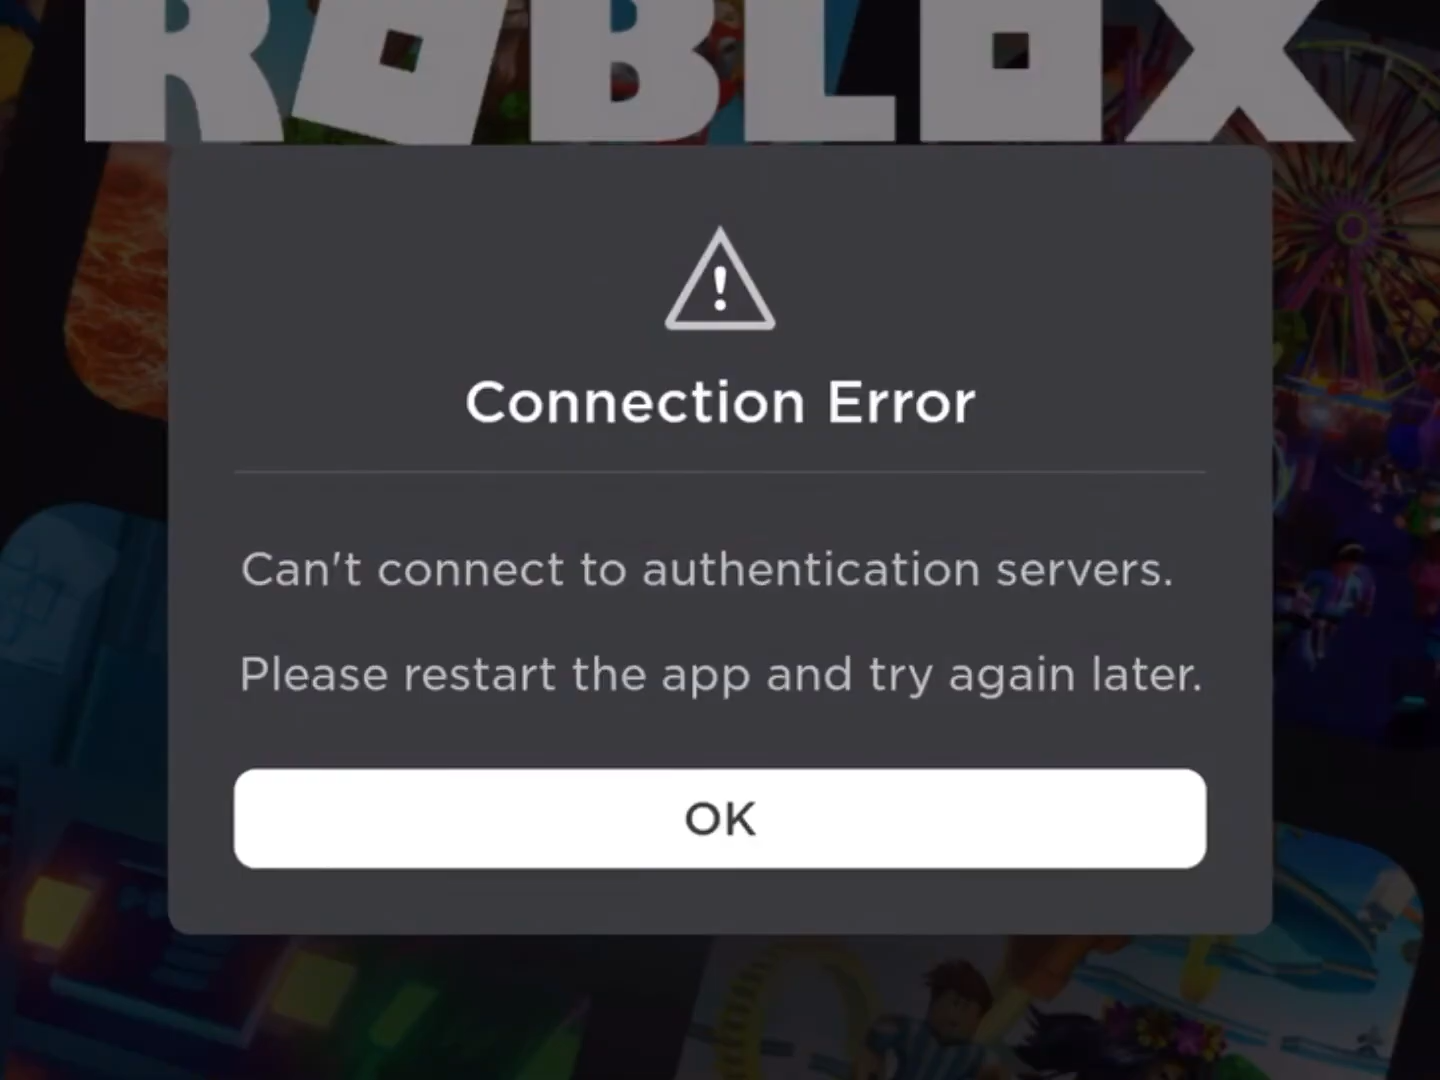 ROBLOX
!
Connection Error
Can't connect to authentication servers.
Please restart the app and try again later.
OK